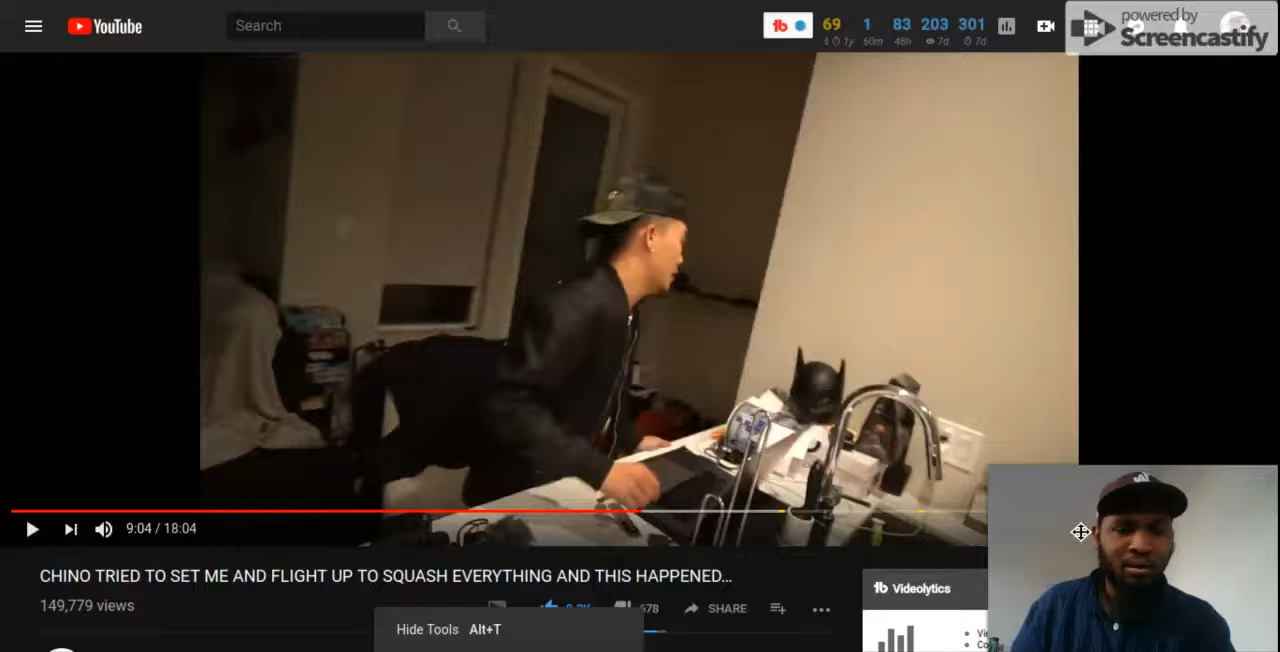 YouTube
Search
69 1 83 203 301
1y 60m 48h 7d 7d
powered by
Screencastify
9:04 / 18:04
CHINO TRIED TO SET ME AND FLIGHT UP TO SQUASH EVERYTHING AND THIS HAPPENED...
149,779 views
678 SHARE
Hide Tools Alt+T
Videolytics